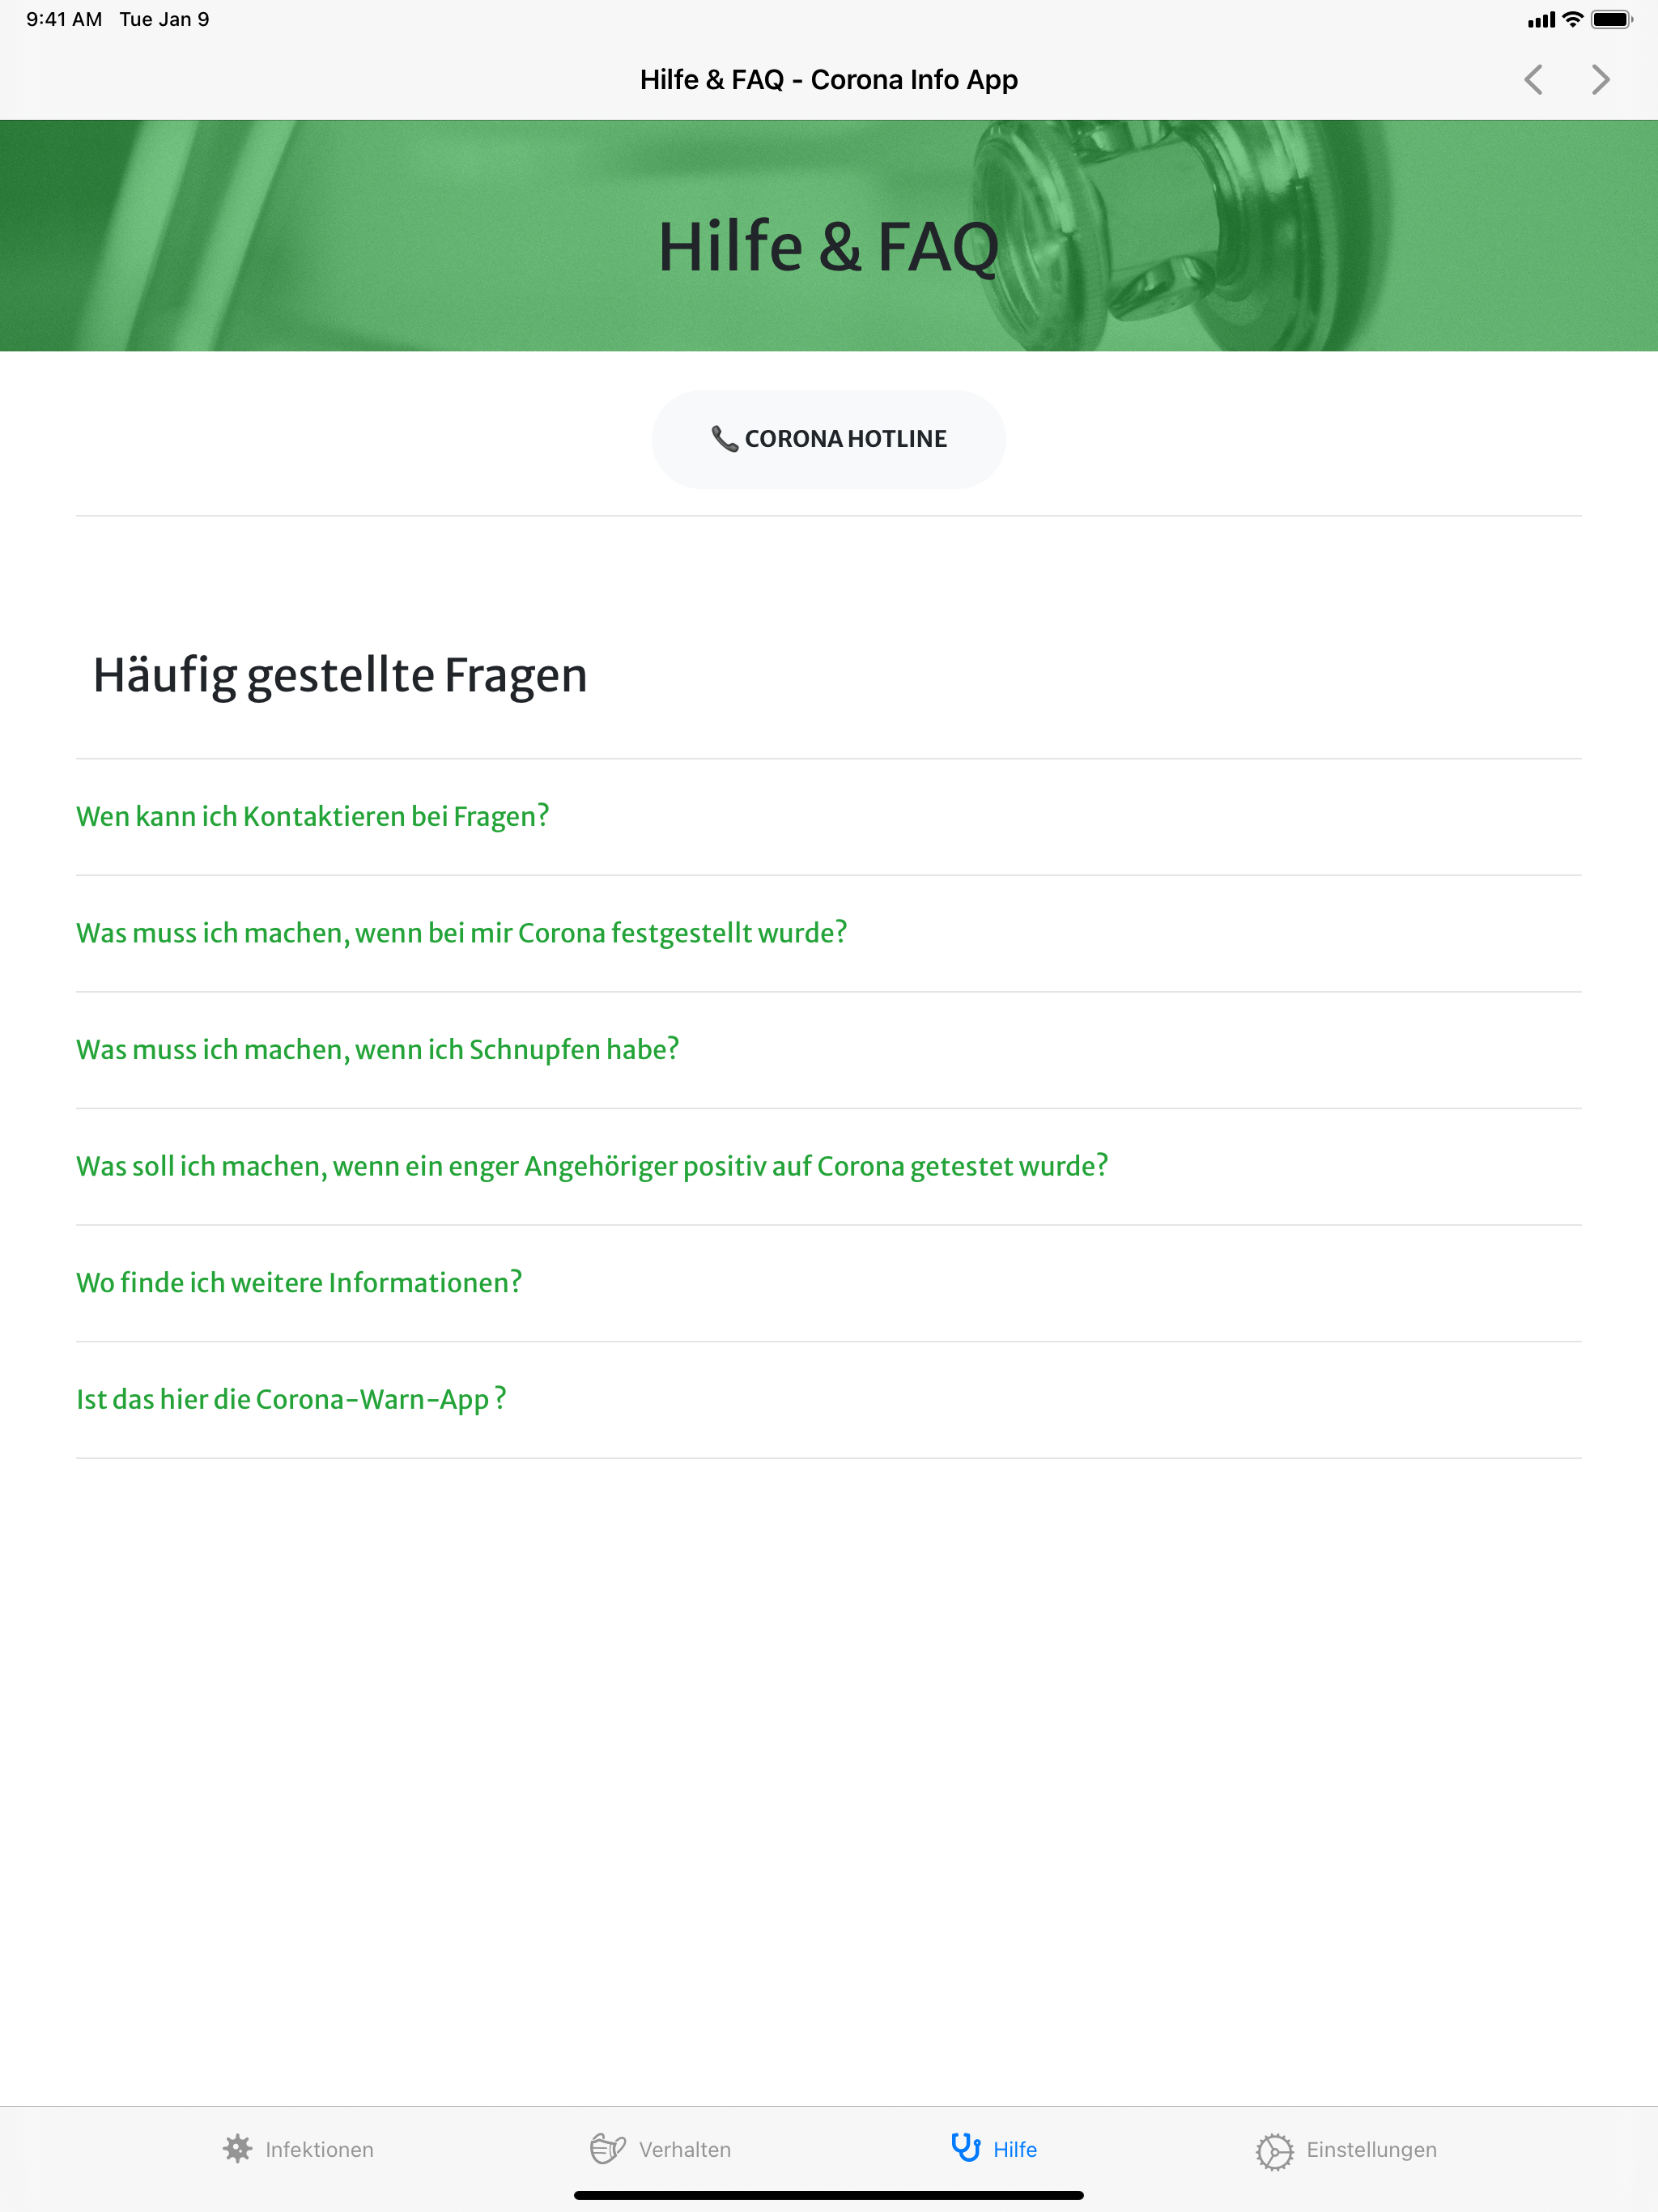 9:41 AM Tue Jan 9
Hilfe & FAQ - Corona Info App
Hilfe & FAQ
CORONA HOTLINE
Häufig gestellte Fragen
Wen kann ich Kontaktieren bei Fragen?
Was muss ich machen, wenn bei mir Corona festgestellt wurde?
Was muss ich machen, wenn ich Schnupfen habe?
Was soll ich machen, wenn ein enger Angehöriger positiv auf Corona getestet wurde?
Wo finde ich weitere Informationen?
Ist das hier die Corona-Warn-App ?
Infektionen Verhalten Hilfe Einstellungen